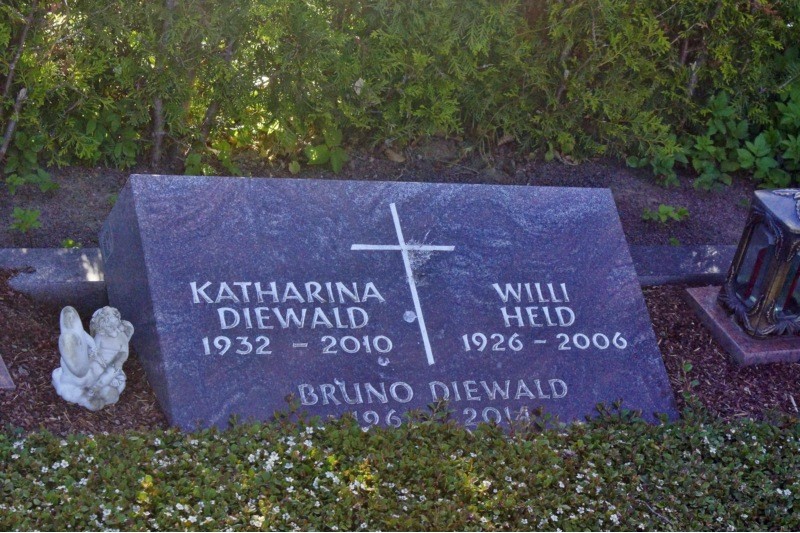 KATHARINA
DIEWALD
1932 - 2010
WILLI
HELD
1926 - 2006
BRUNO DIEWALD